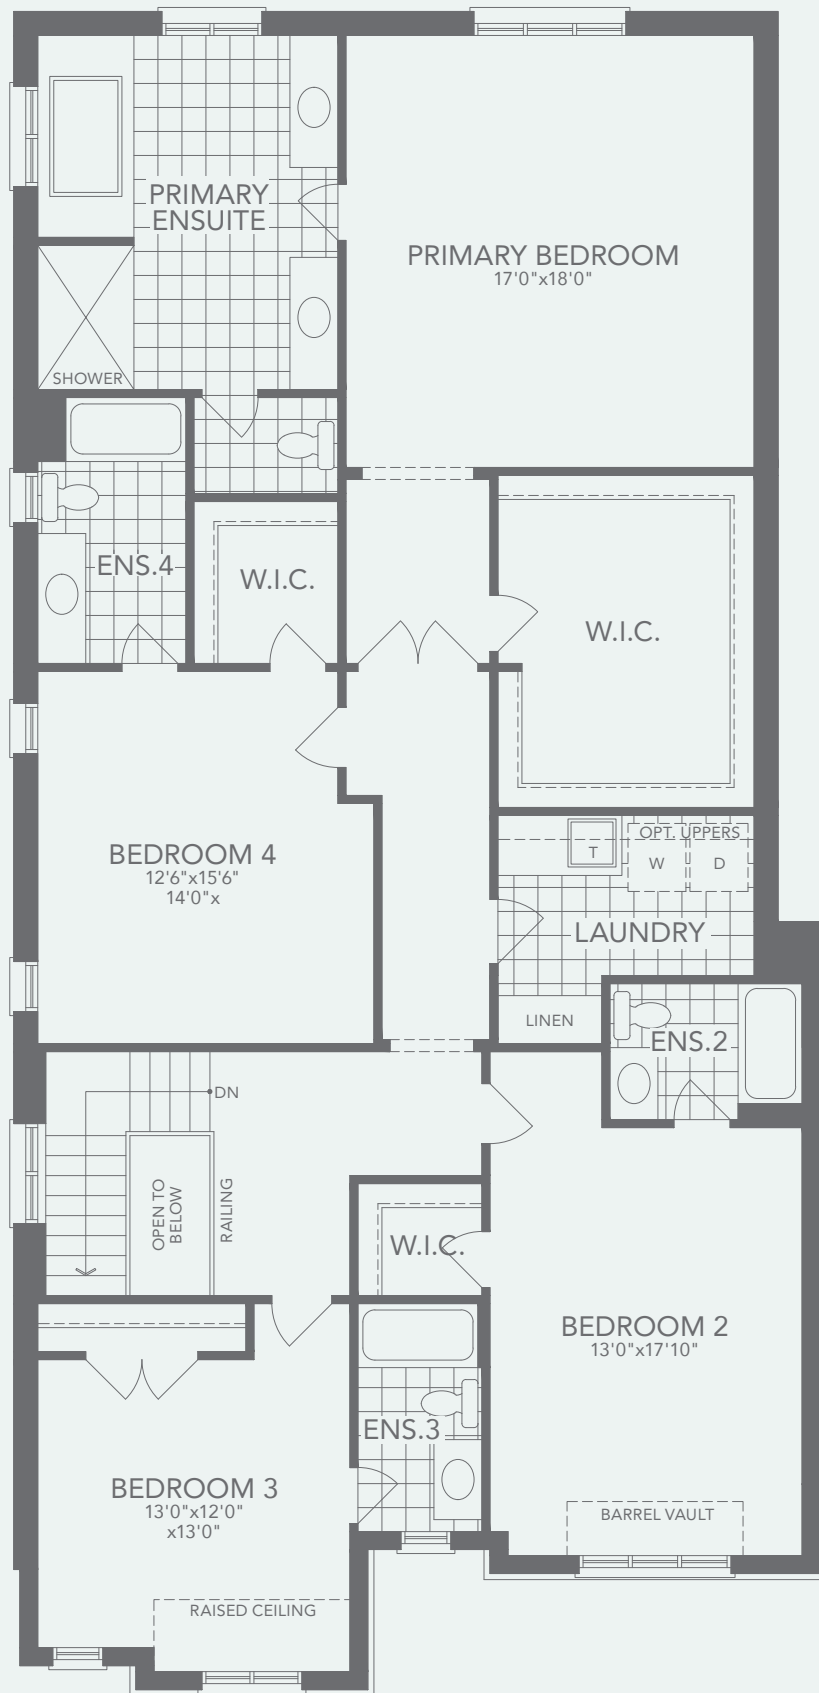 PRIMARY
ENSUITE
PRIMARY BEDROOM
17'0"x18'0"
SHOWER
ENS.4
W.I.C.
W.I.C.
BEDROOM 4
12'6"x15'6"
14'0"x
OPT. UPPERS
T
W
D
LAUNDRY
LINEN
ENS.2
DN
OPEN TO
BELOW
RAILING
W.I.C.
BEDROOM 2
13'0"x17'10"
ENS.3
BEDROOM 3
13'0"x12'0"
x13'0"
BARREL VAULT
RAISED CEILING